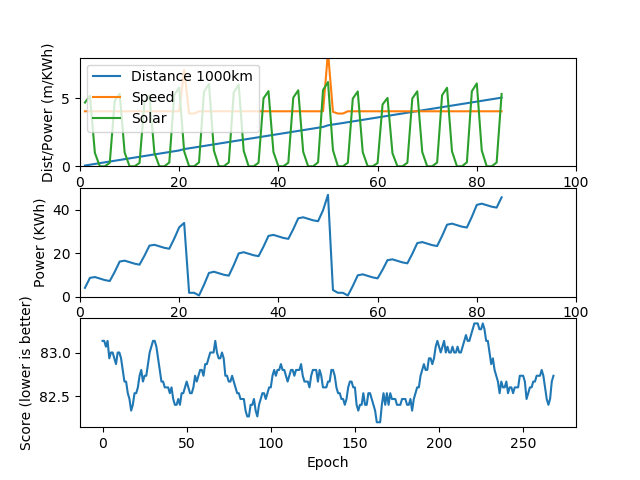 Dist/Power (m/KWh)
Distance 1000km
Speed
Solar
5
0
0 20 40 60 80 100
Power (KWh)
40
20
0
0 20 40 60 80 100
Score (lower is better)
83.0
82.5
0 50 100 150 200 250
Epoch